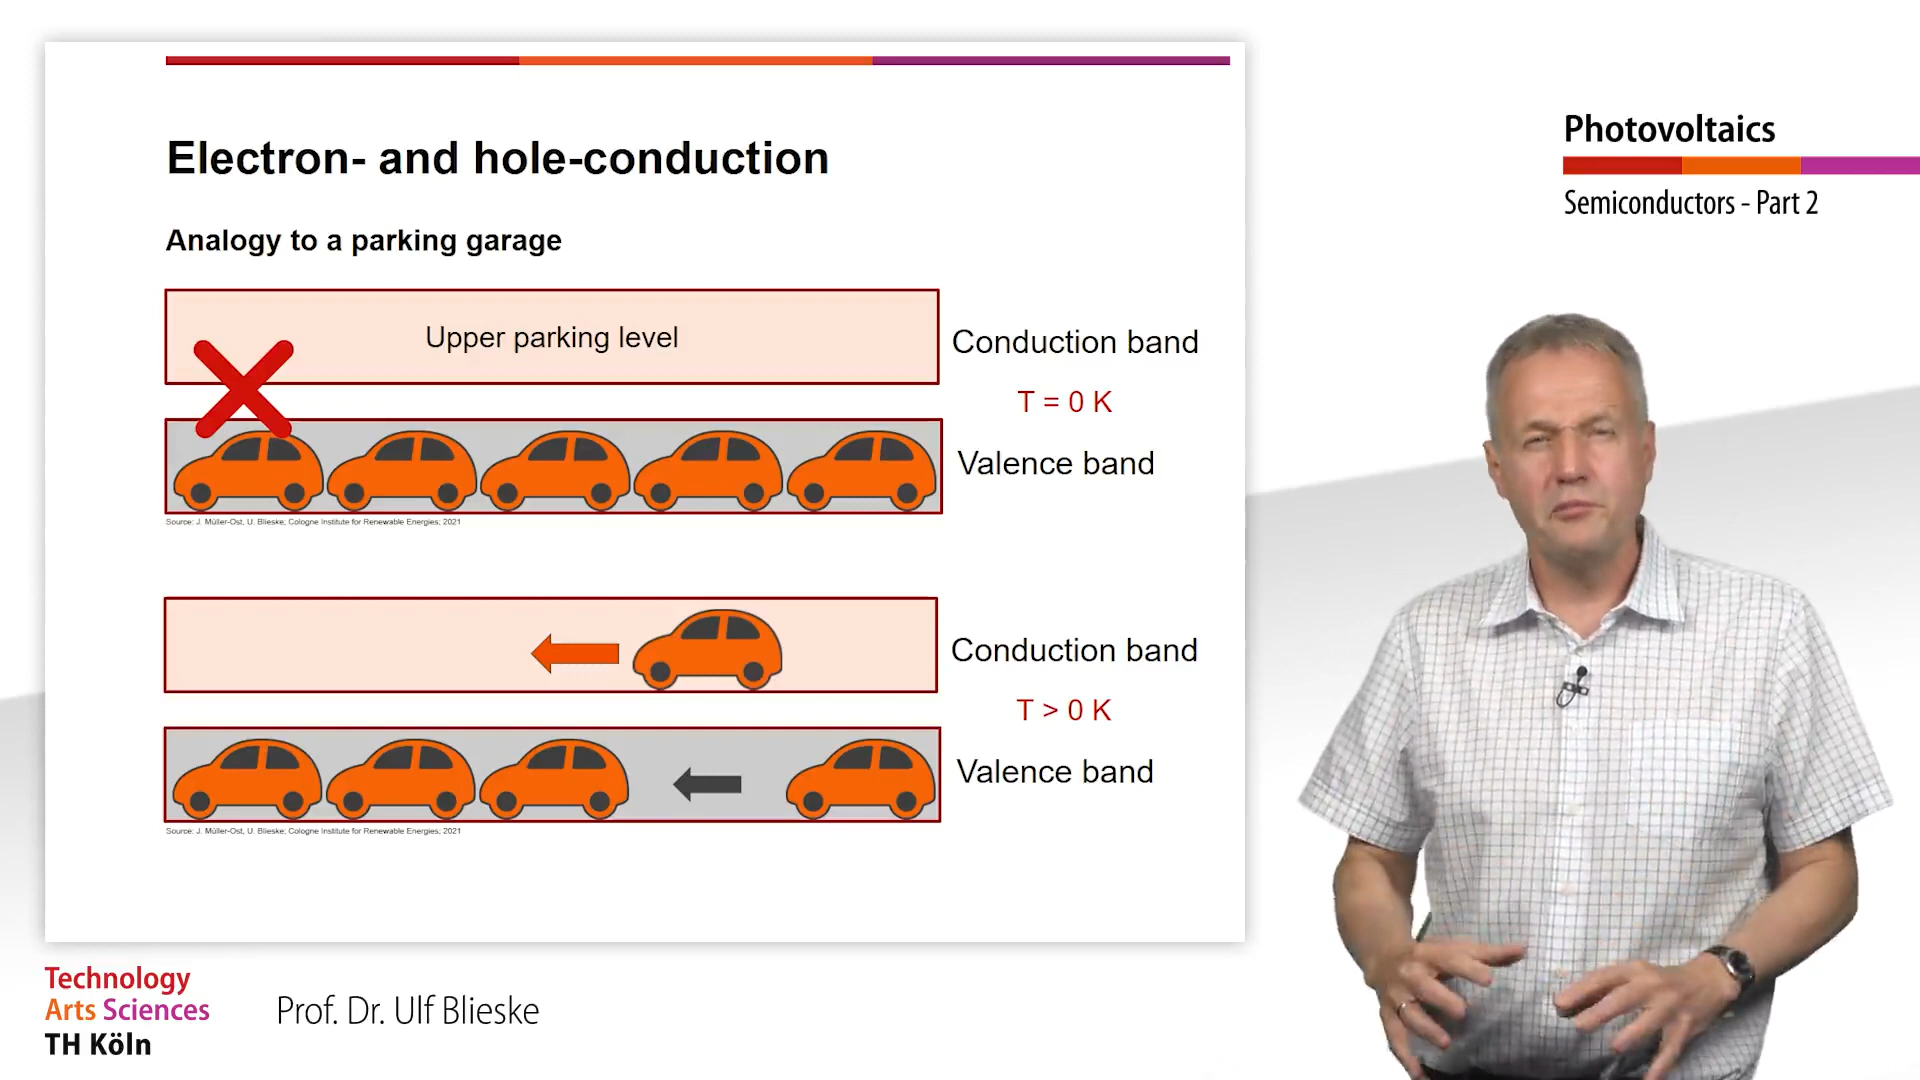 Electron- and hole-conduction
Analogy to a parking garage
Upper parking level
Conduction band
T = 0 K
Valence band
Source: J. Müller-Ost, U. Blieske; Cologne Institute for Renewable Energies; 2021
Conduction band
T > 0 K
Valence band
Source: J. Müller-Ost, U. Blieske; Cologne Institute for Renewable Energies; 2021
Photovoltaics
Semiconductors - Part 2
Technology
Arts Sciences
TH Köln
Prof. Dr. Ulf Blieske